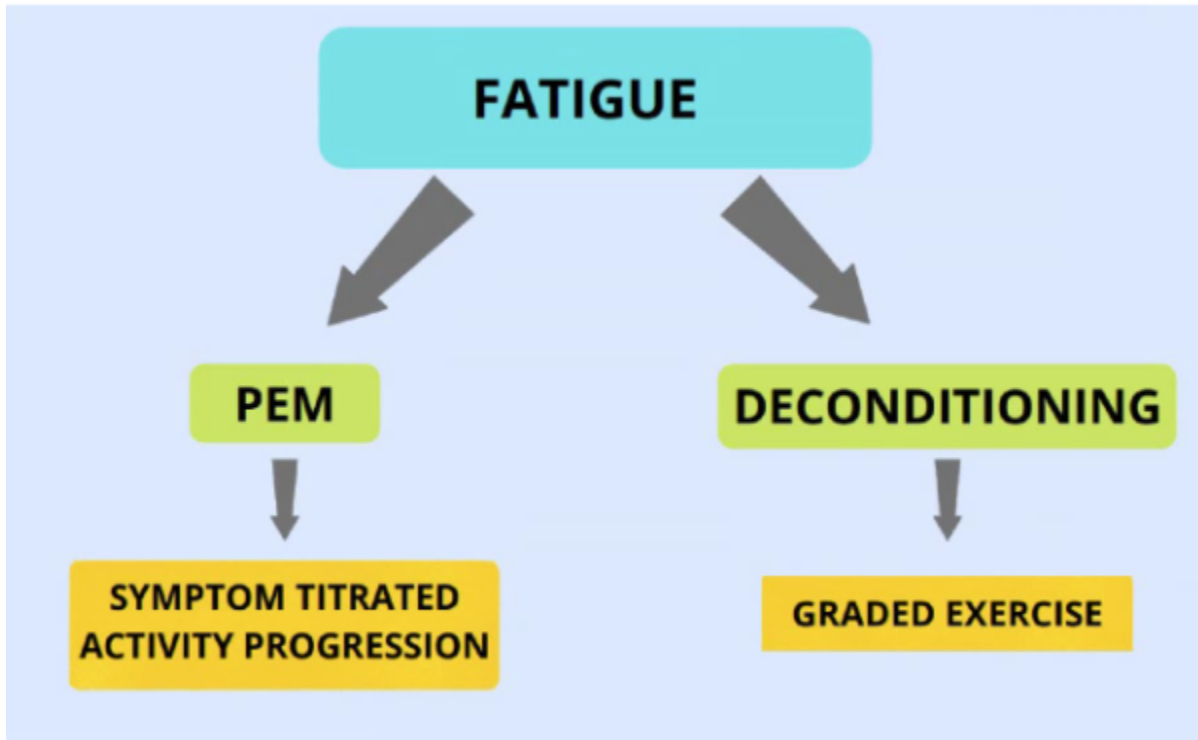 FATIGUE
PEM
DECONDITIONING
SYMPTOM TITRATED
ACTIVITY PROGRESSION
GRADED EXERCISE